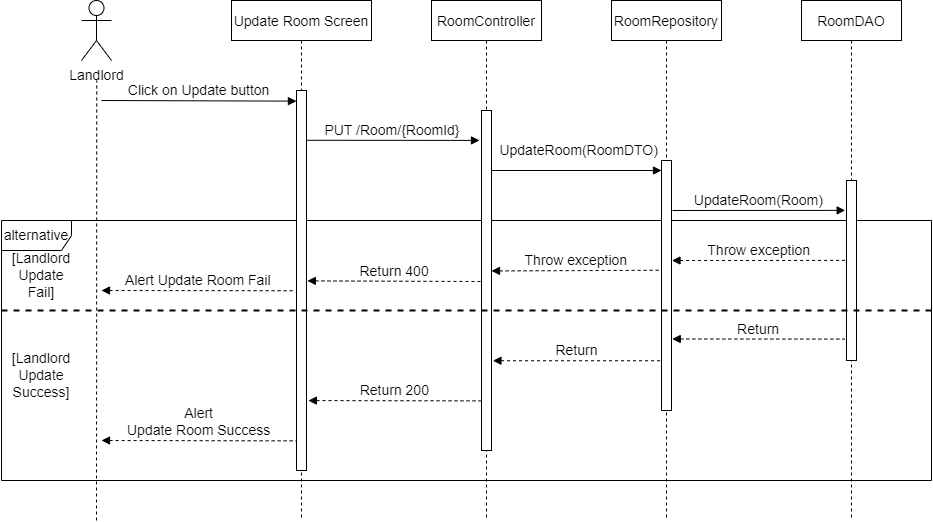 Update Room Screen
RoomController
RoomRepository
RoomDAO
Landlord
Click on Update button
PUT /Room/{RoomId}
UpdateRoom(RoomDTO)
UpdateRoom(Room)
alternative
[Landlord
Update
Fail]
Throw exception
Throw exception
Return 400
Alert Update Room Fail
Return
Return
[Landlord
Update
Success]
Return 200
Alert
Update Room Success